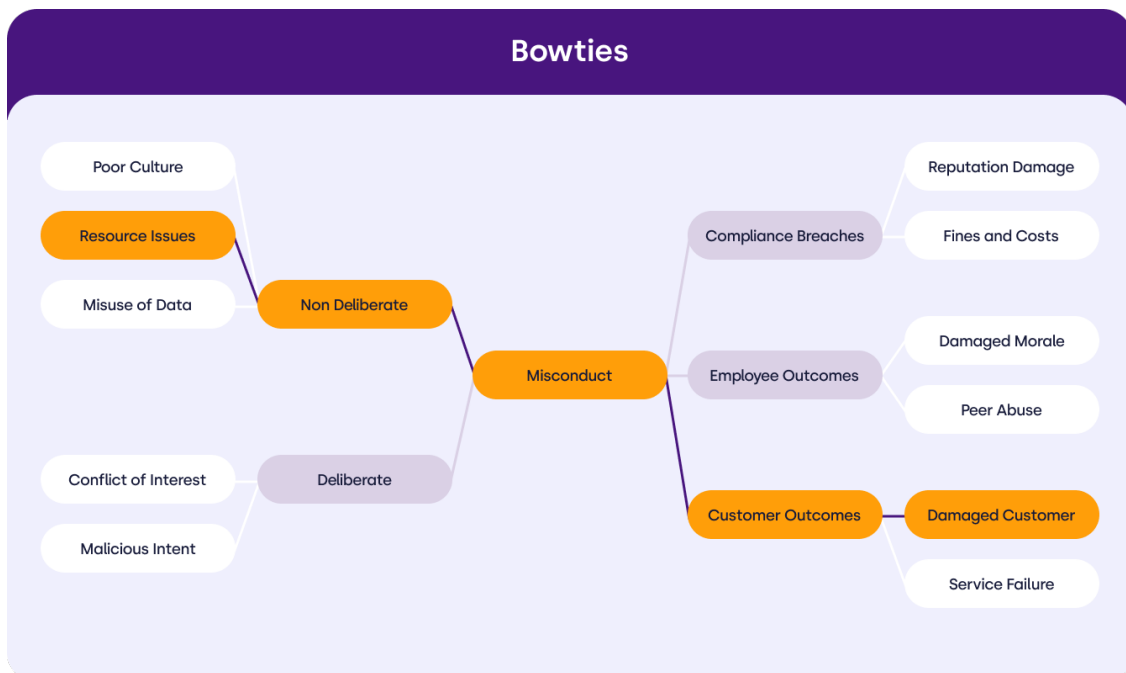 Bowties
Poor Culture
Resource Issues
Misuse of Data
Non Deliberate
Conflict of Interest
Malicious Intent
Deliberate
Misconduct
Compliance Breaches
Reputation Damage
Fines and Costs
Employee Outcomes
Damaged Morale
Peer Abuse
Customer Outcomes
Damaged Customer
Service Failure